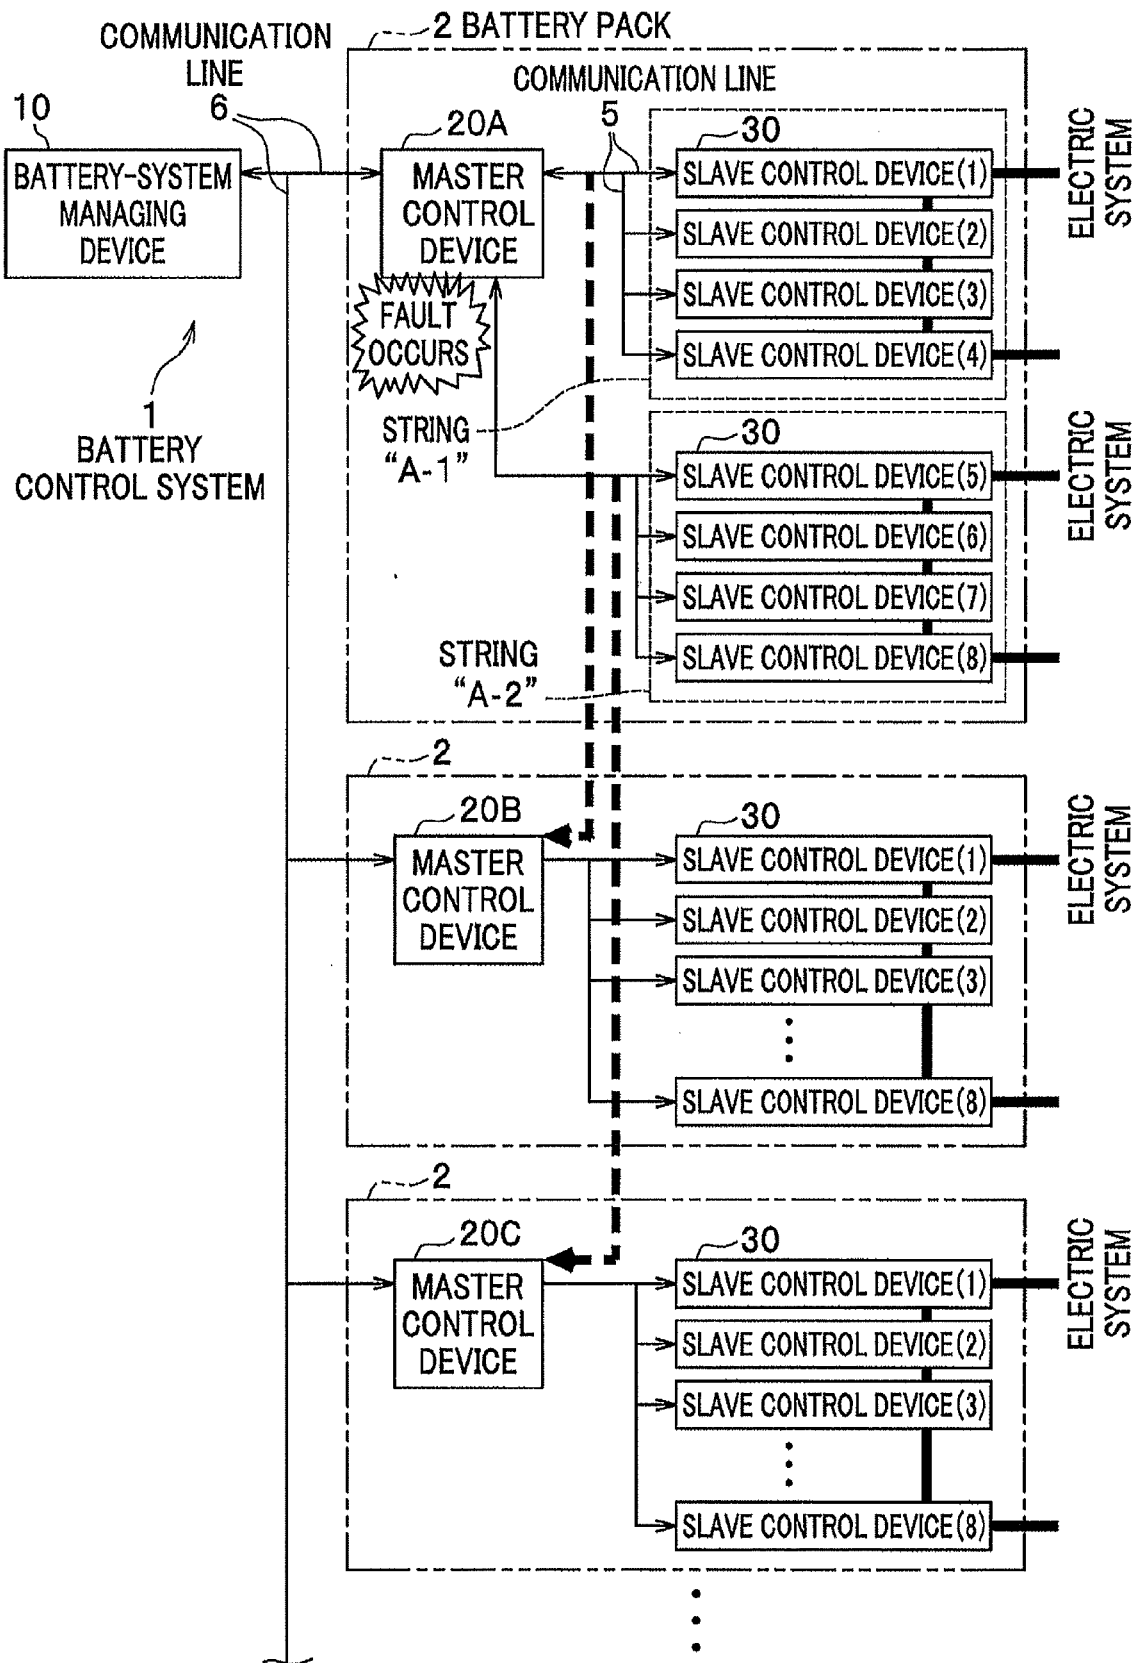 COMMUNICATION
LINE
6
10
BATTERY-SYSTEM
MANAGING
DEVICE
1
BATTERY
CONTROL SYSTEM
2 BATTERY PACK
COMMUNICATION LINE
5
20A
MASTER
CONTROL
DEVICE
FAULT
OCCURS
30
SLAVE CONTROL DEVICE(1)
SLAVE CONTROL DEVICE(2)
SLAVE CONTROL DEVICE(3)
SLAVE CONTROL DEVICE(4)
ELECTRIC
SYSTEM
STRING
“A-1”
30
SLAVE CONTROL DEVICE(5)
SLAVE CONTROL DEVICE(6)
SLAVE CONTROL DEVICE(7)
SLAVE CONTROL DEVICE(8)
ELECTRIC
SYSTEM
STRING
“A-2”
2
20B
MASTER
CONTROL
DEVICE
30
SLAVE CONTROL DEVICE(1)
SLAVE CONTROL DEVICE(2)
SLAVE CONTROL DEVICE(3)
SLAVE CONTROL DEVICE(8)
ELECTRIC
SYSTEM
2
20C
MASTER
CONTROL
DEVICE
30
SLAVE CONTROL DEVICE(1)
SLAVE CONTROL DEVICE(2)
SLAVE CONTROL DEVICE(3)
SLAVE CONTROL DEVICE(8)
ELECTRIC
SYSTEM